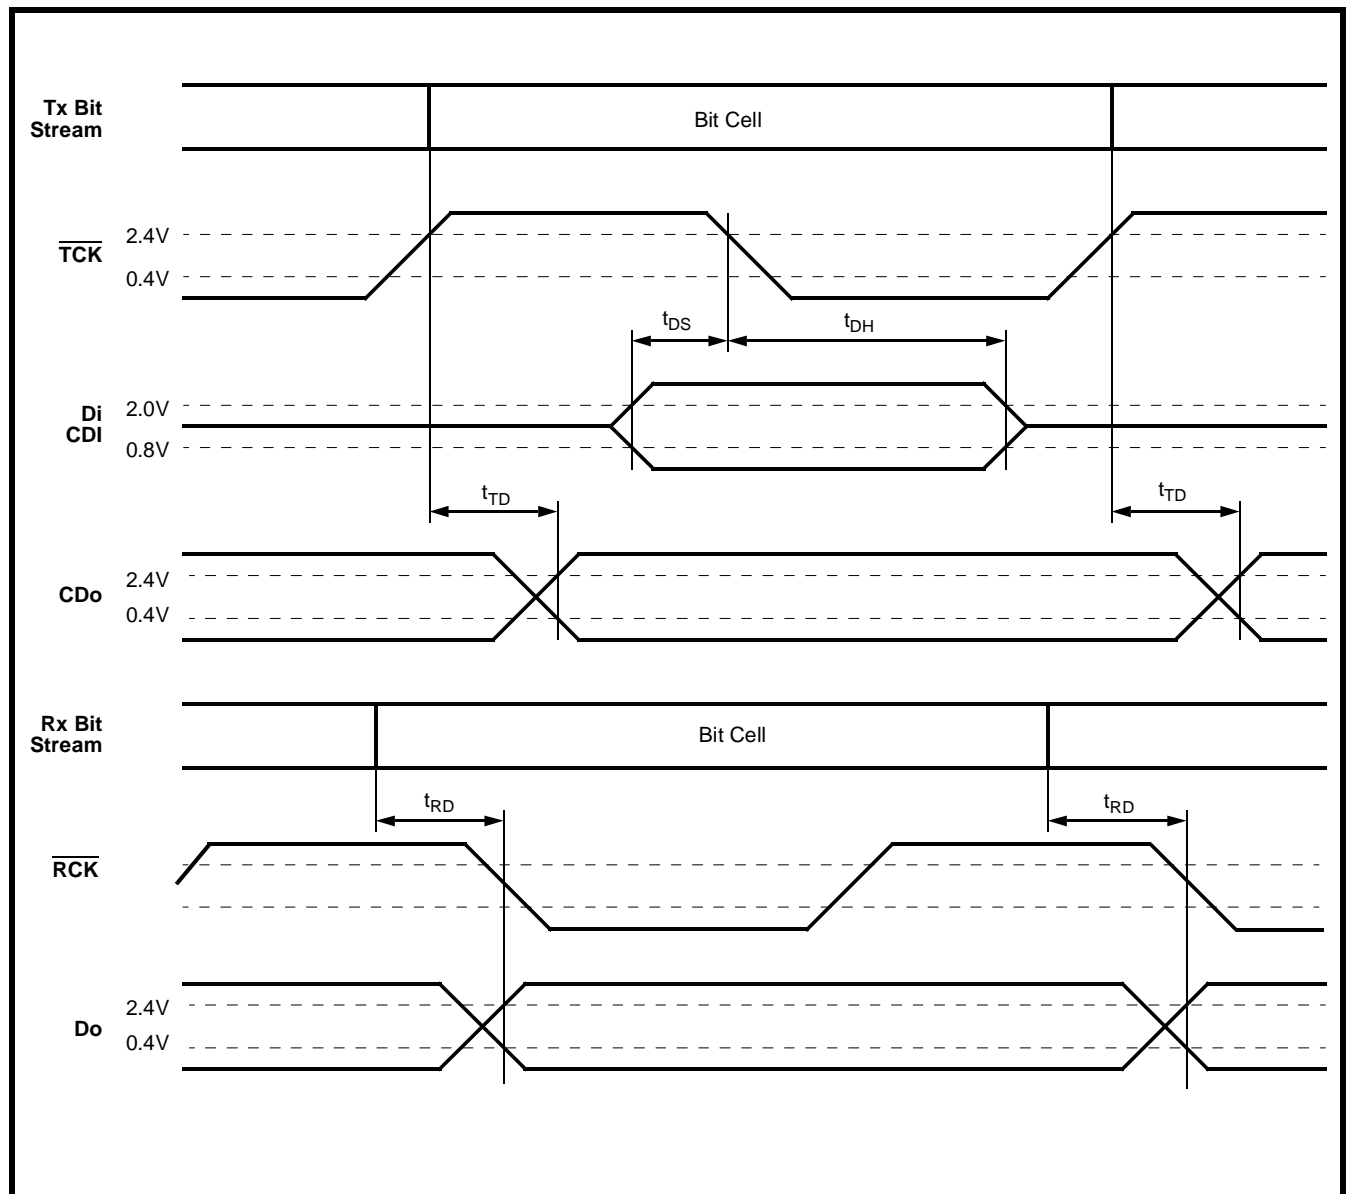 Tx Bit
Stream
Bit Cell
TCK
2.4V
0.4V
tDS
tDH
Di
CDI
2.0V
0.8V
tTD
tTD
CDo
2.4V
0.4V
Rx Bit
Stream
Bit Cell
tRD
tRD
RCK
Do
2.4V
0.4V